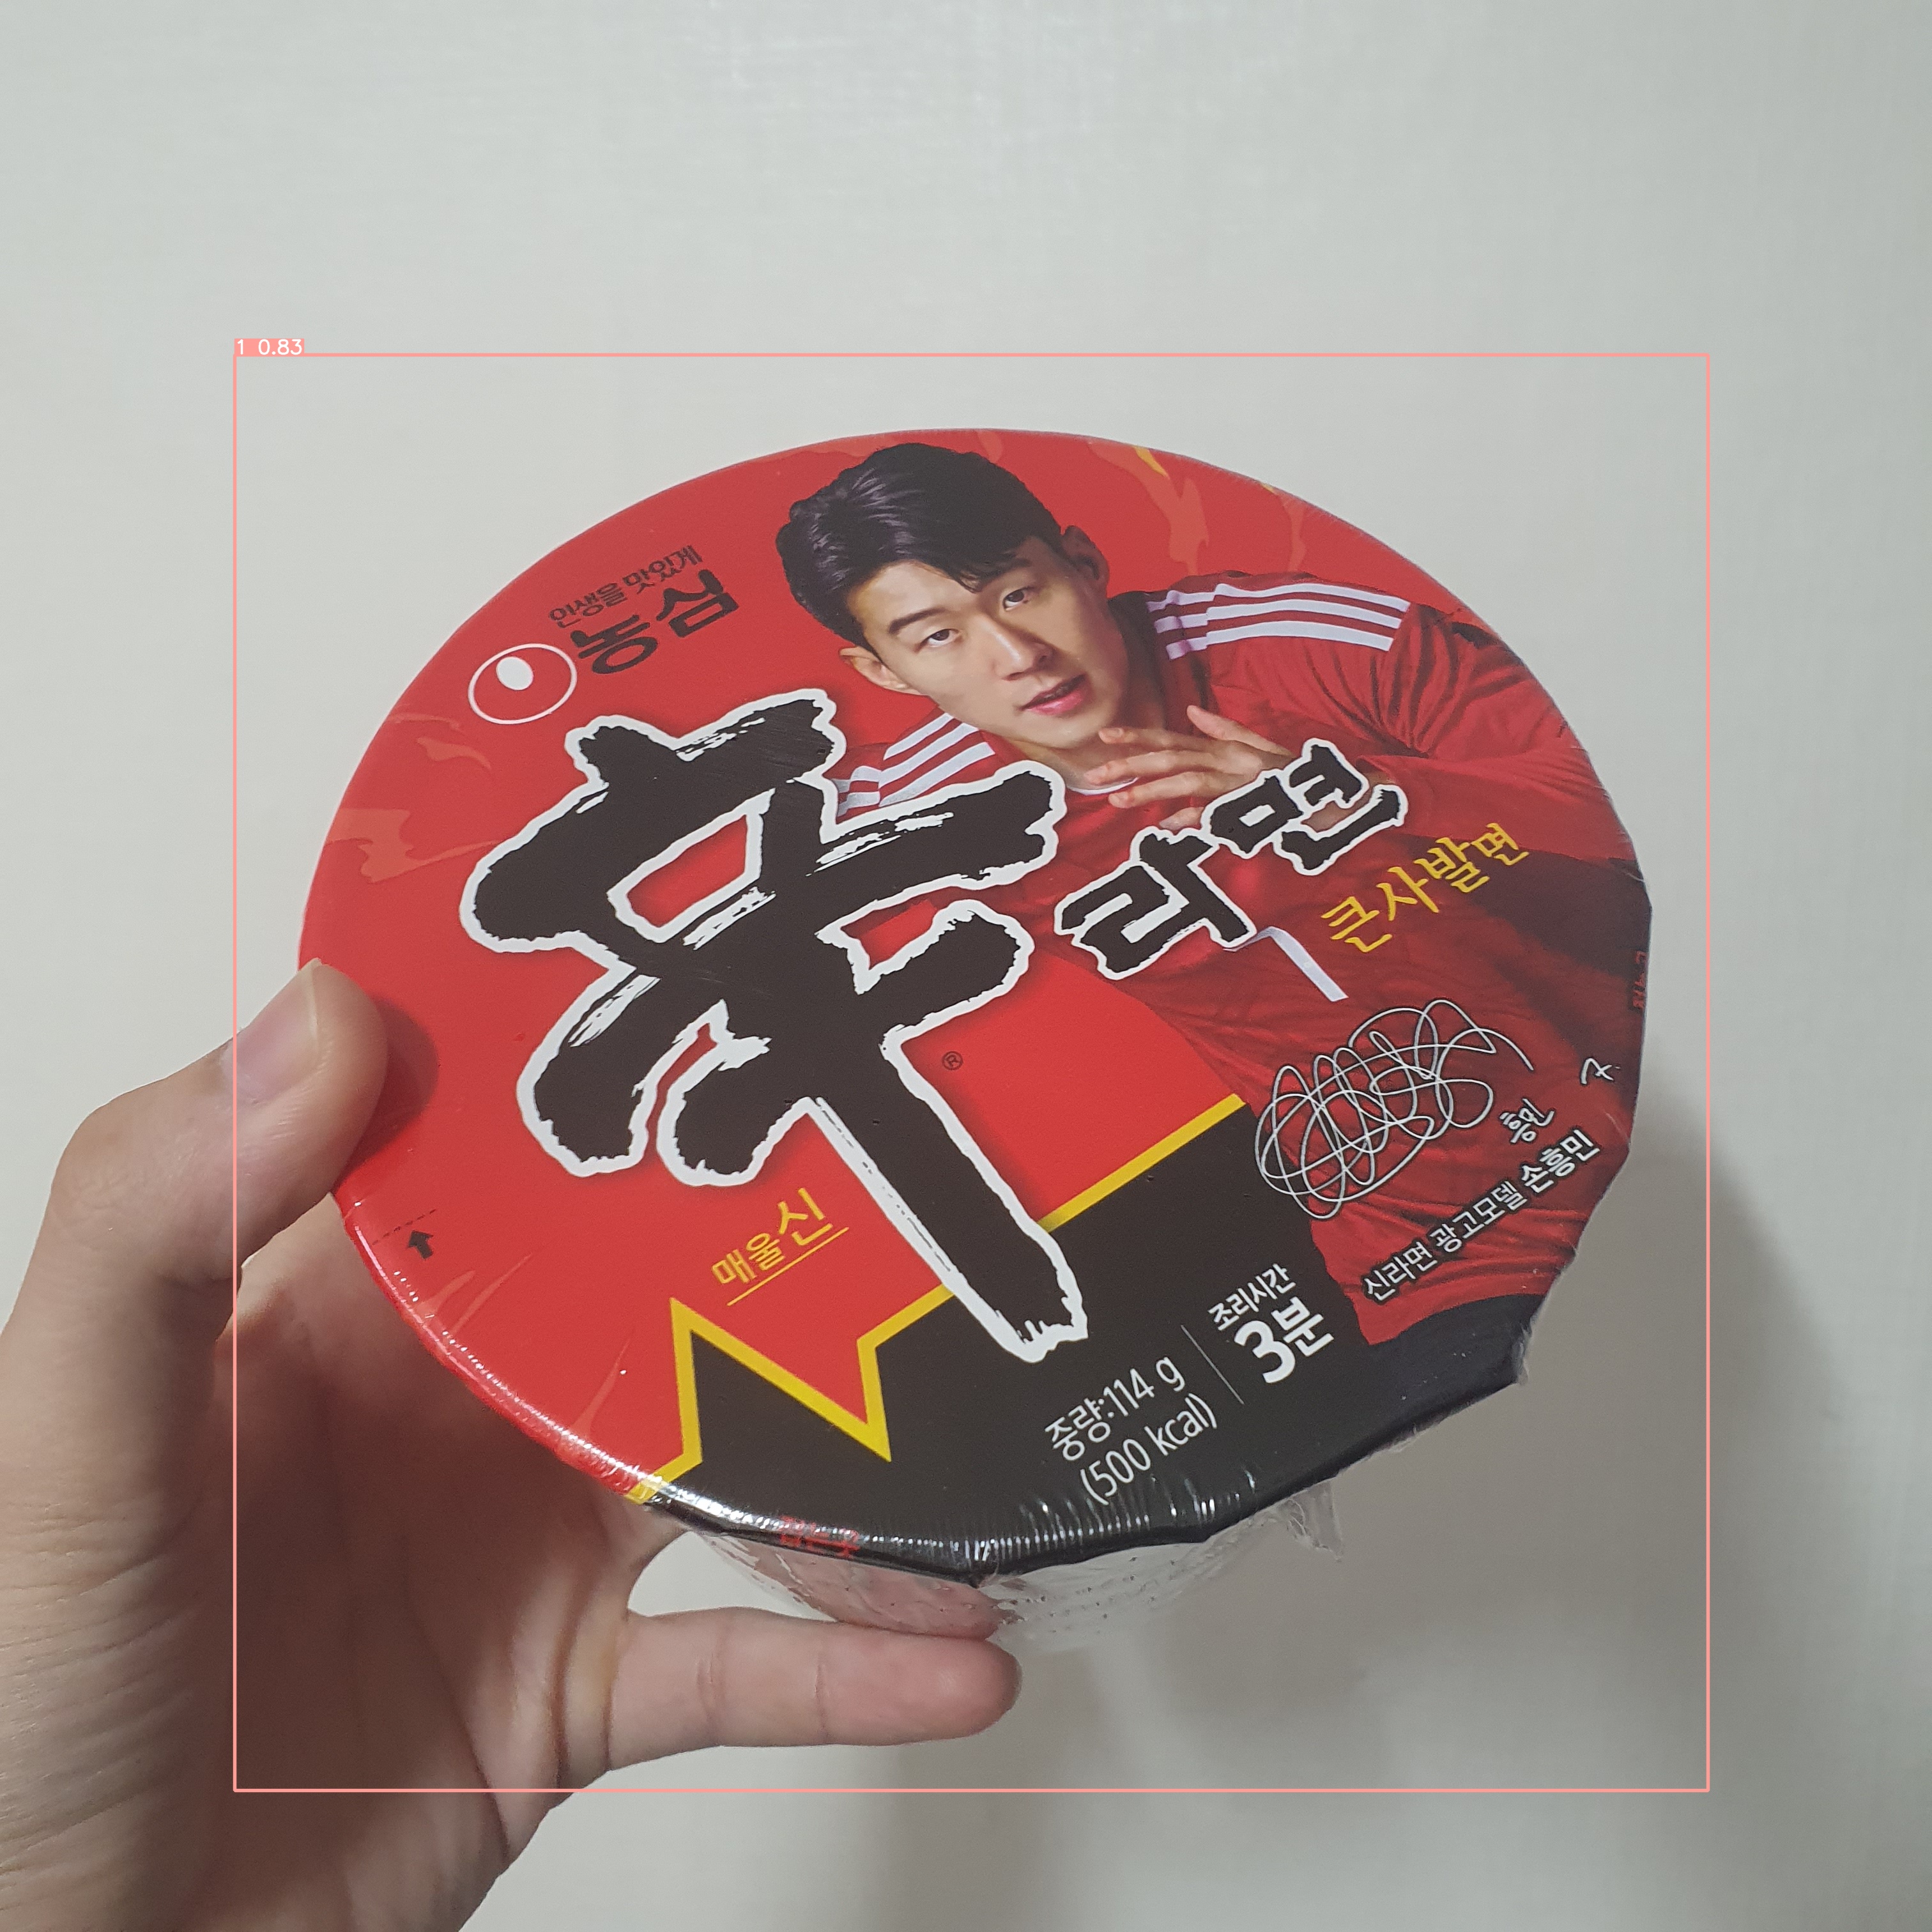 1 0.83
인생을 맛있게
농심
辛라면
큰사발면
®
7
흥민
신라면 광고모델 손흥민
매울신
조리시간
3분
중량:114 g
(500 kcal)